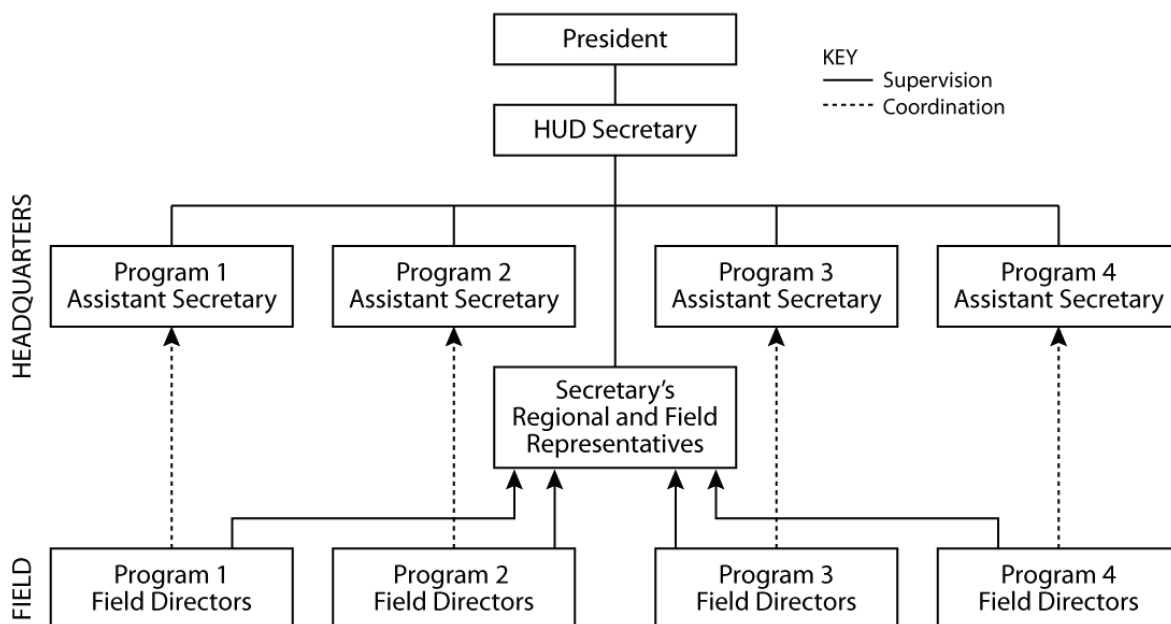 President
KEY
Supervision
Coordination
HUD Secretary
HEADQUARTERS
Program 1
Assistant Secretary
Program 2
Assistant Secretary
Program 3
Assistant Secretary
Program 4
Assistant Secretary
Secretary’s
Regional and Field
Representatives
FIELD
Program 1
Field Directors
Program 2
Field Directors
Program 3
Field Directors
Program 4
Field Directors